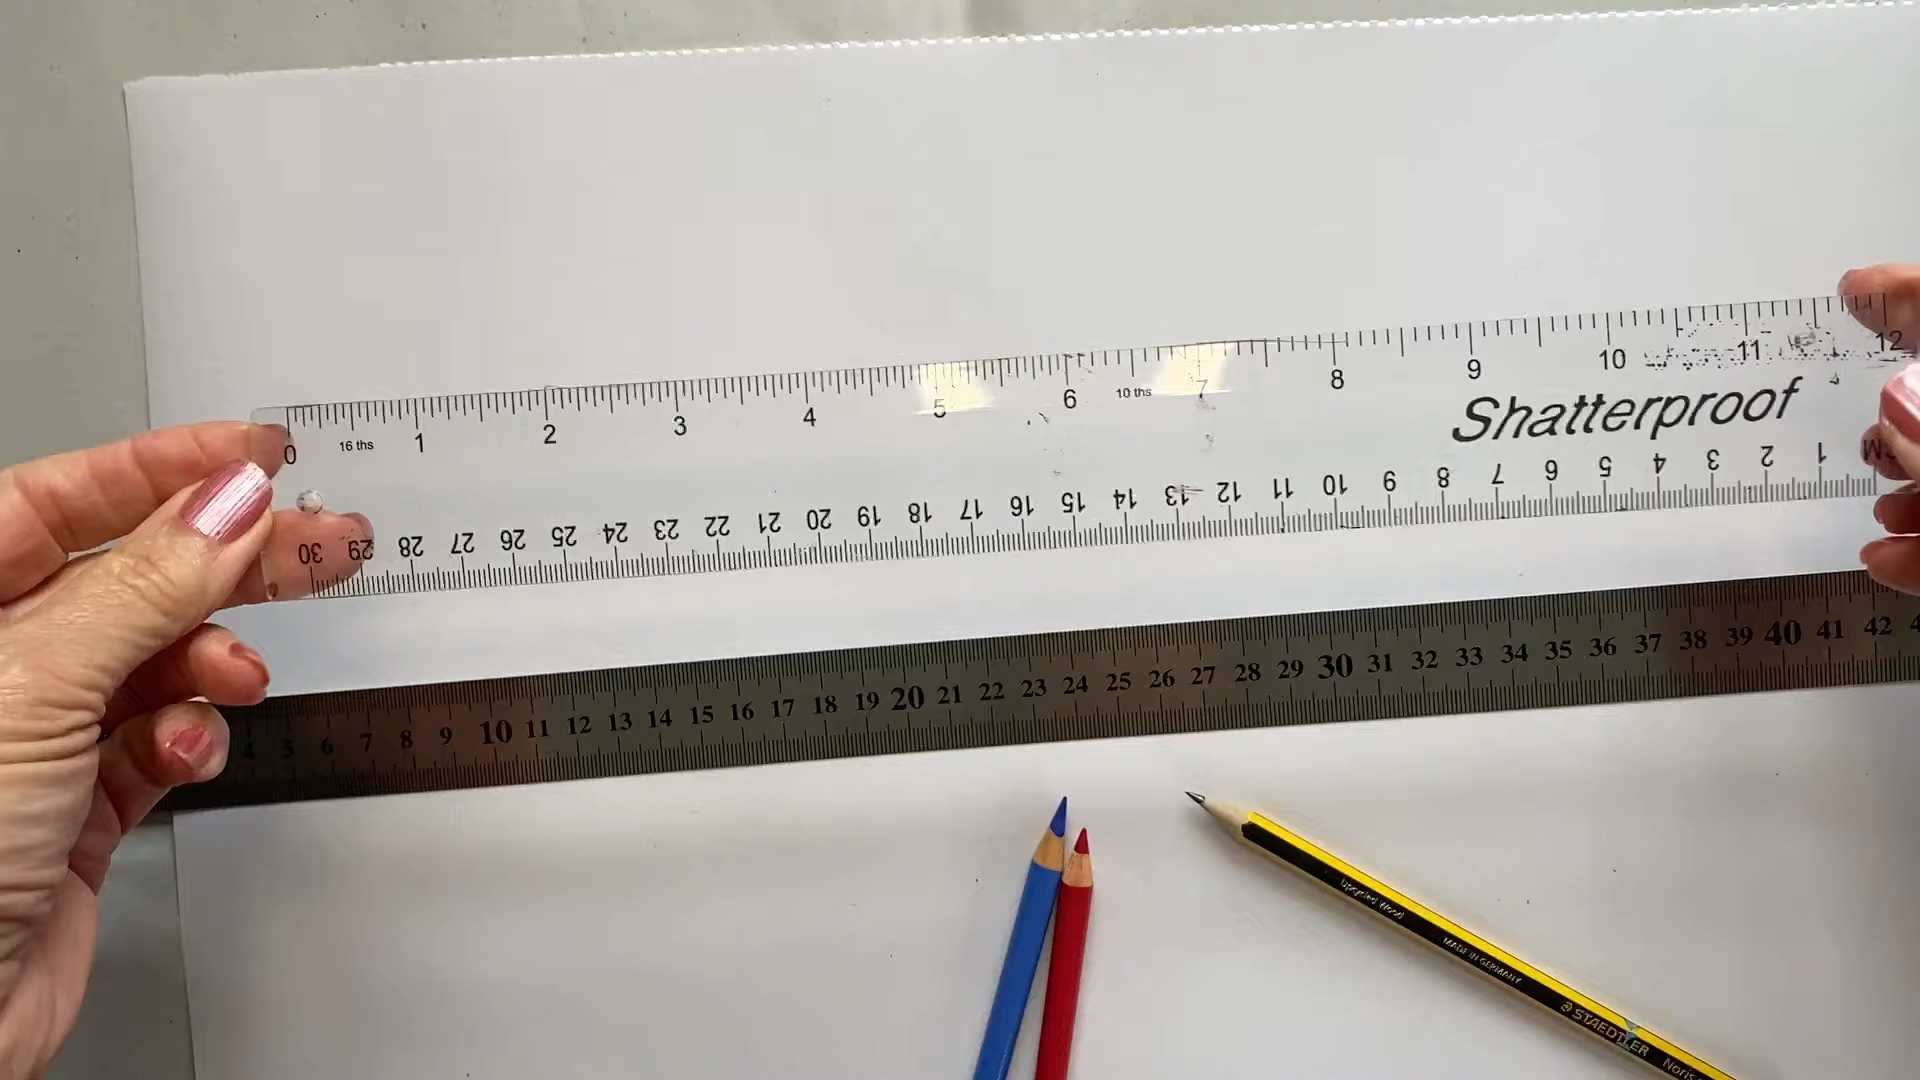 0 1 2 3 4 5 6 7 8 9 10 11 12
16 ths
10 ths
Shatterproof
30 29 28 27 26 25 24 23 22 21 20 19 18 17 16 15 14 13 12 11 10 9 8 7 6 5 4 3 2 1
4 5 6 7 8 9 10 11 12 13 14 15 16 17 18 19 20 21 22 23 24 25 26 27 28 29 30 31 32 33 34 35 36 37 38 39 40 41 42
Upcycled Wood
MADE IN GERMANY
STAEDTLER Noris